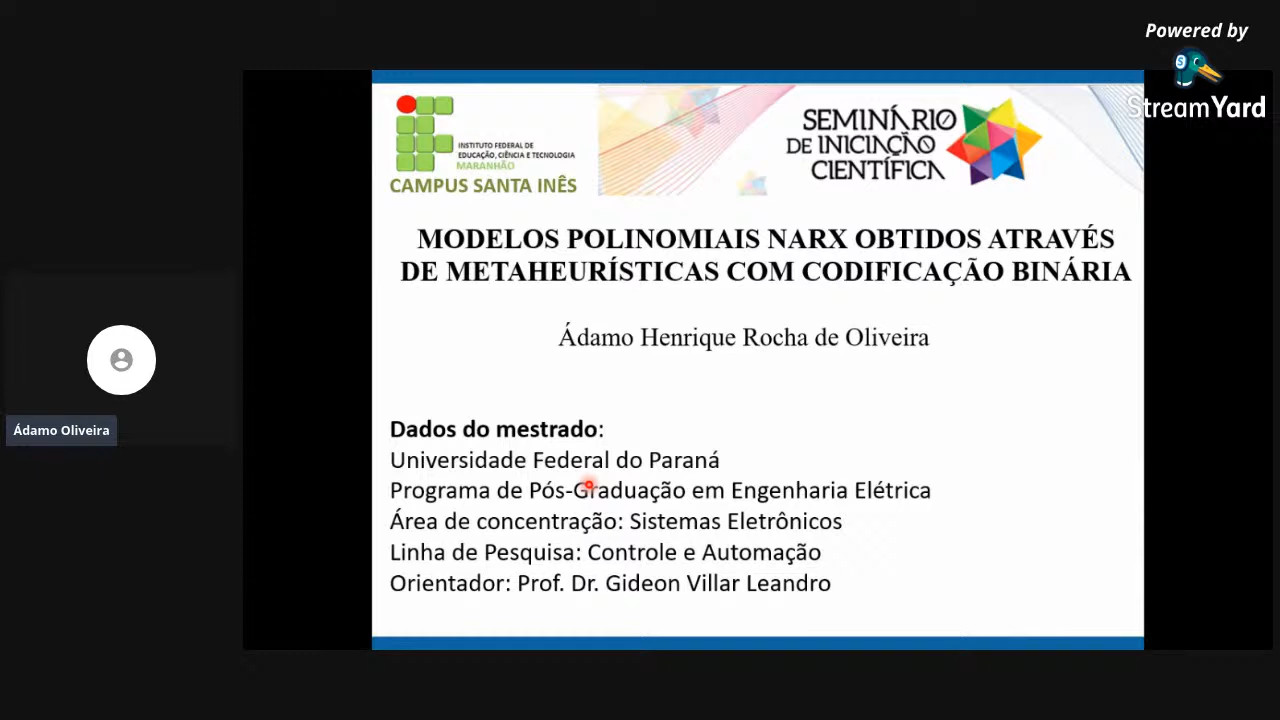 Powered by
StreamYard
INSTITUTO FEDERAL DE
EDUCAÇÃO, CIÊNCIA E TECNOLOGIA
MARANHÃO
CAMPUS SANTA INÊS
SEMINÁRIO
DE INICIAÇÃO
CIENTÍFICA
MODELOS POLINOMIAIS NARX OBTIDOS ATRAVÉS
DE METAHEURÍSTICAS COM CODIFICAÇÃO BINÁRIA
Ádamo Henrique Rocha de Oliveira
Dados do mestrado:
Universidade Federal do Paraná
Programa de Pós-Graduação em Engenharia Elétrica
Área de concentração: Sistemas Eletrônicos
Linha de Pesquisa: Controle e Automação
Orientador: Prof. Dr. Gideon Villar Leandro
Ádamo Oliveira